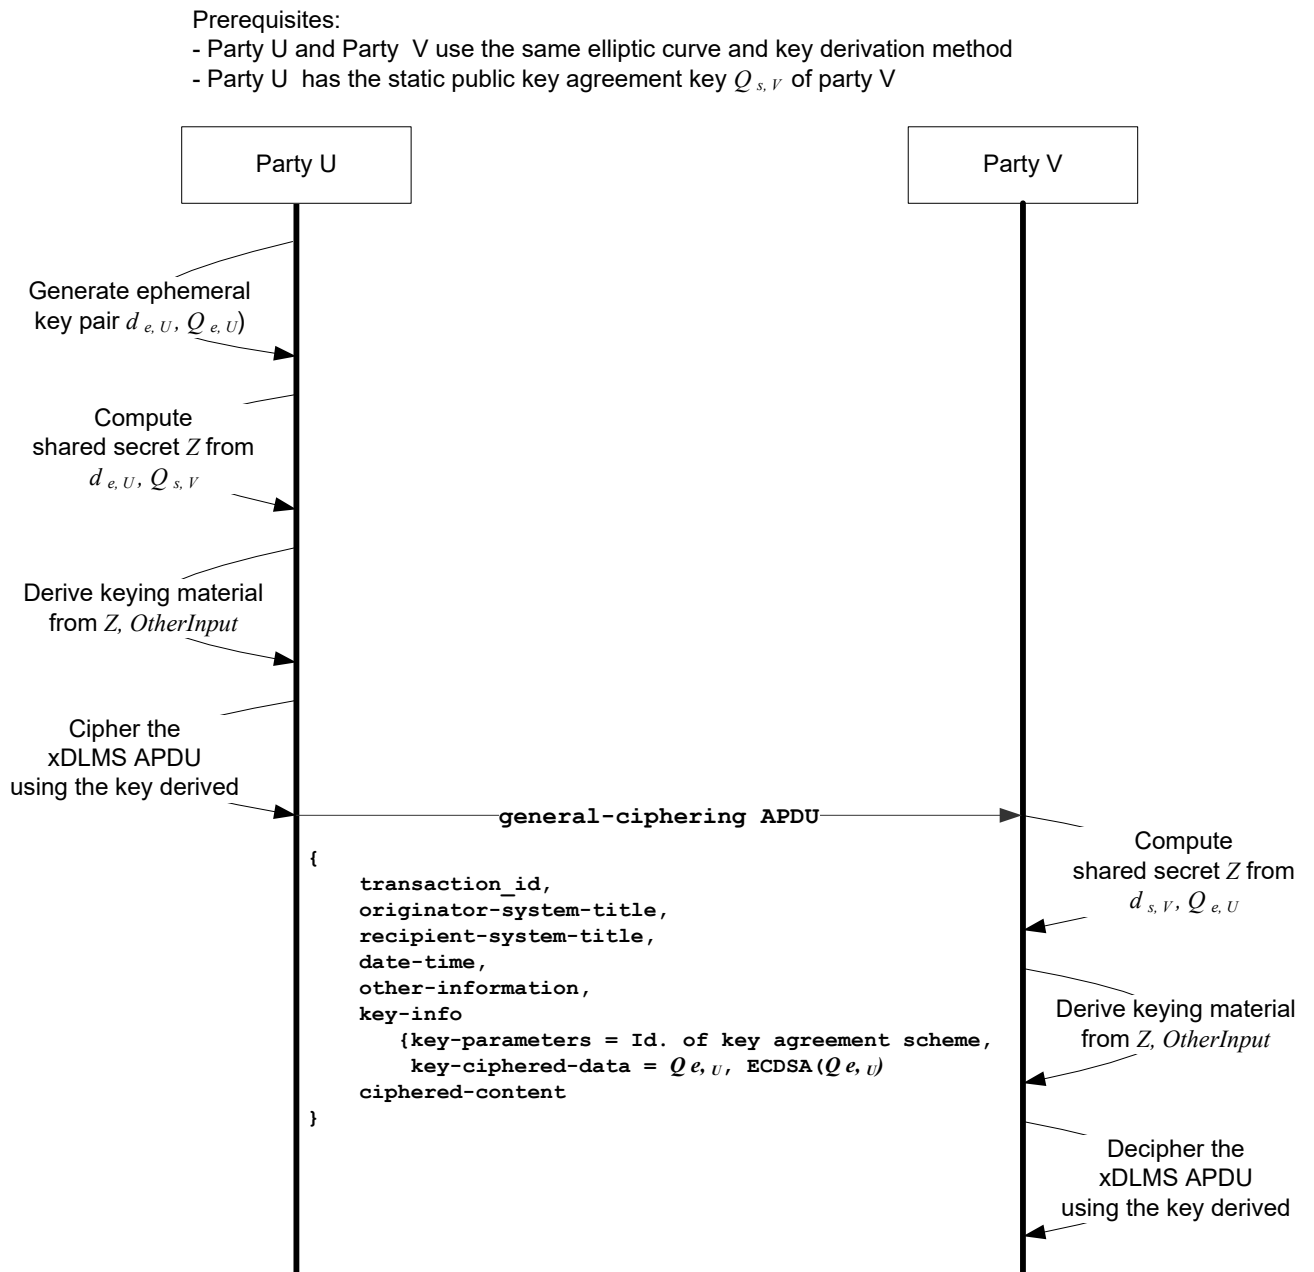 Prerequisites:
- Party U and Party V use the same elliptic curve and key derivation method
- Party U has the static public key agreement key Q s, V of party V
Party U
Party V
Generate ephemeral
key pair d e, U, Q e, U)
Compute
shared secret Z from
d e, U, Q s, V
Derive keying material
from Z, OtherInput
Cipher the
xDLMS APDU
using the key derived
general-ciphering APDU
{
transaction_id,
originator-system-title,
recipient-system-title,
date-time,
other-information,
key-info
{key-parameters = Id. of key agreement scheme,
key-ciphered-data = Q e, U, ECDSA(Q e, U)
ciphered-content
}
Compute
shared secret Z from
d s, V, Q e, U
Derive keying material
from Z, OtherInput
Decipher the
xDLMS APDU
using the key derived